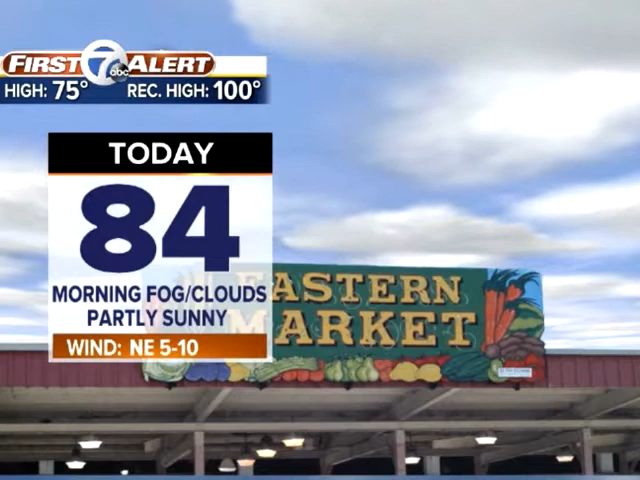 FIRST 7 abc ALERT
HIGH: 75° REC. HIGH: 100°
TODAY
84
MORNING FOG/CLOUDS
PARTLY SUNNY
WIND: NE 5-10
EASTERN
MARKET